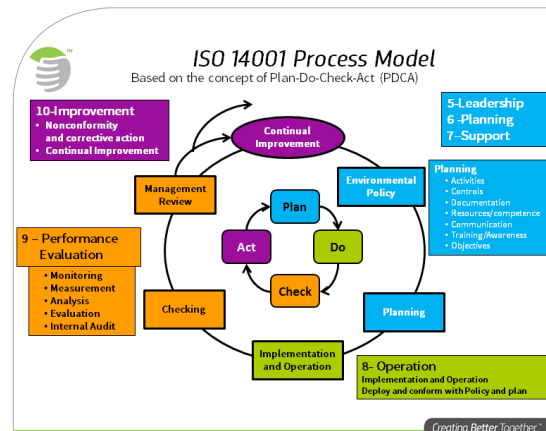 TM
ISO 14001 Process Model
Based on the concept of Plan-Do-Check-Act (PDCA)
10-Improvement
• Nonconformity
and corrective action
• Continual Improvement
5-Leadership
6 -Planning
7–Support
Continual
Improvement
Management
Review
Environmental
Policy
Planning
• Activities
• Controls
• Documentation
• Resources/competence
• Communication
• Training/Awareness
• Objectives
Plan
Act
Do
Check
9 – Performance
Evaluation
• Monitoring
• Measurement
• Analysis
• Evaluation
• Internal Audit
Checking
Planning
Implementation
and Operation
8- Operation
Implementation and Operation
Deploy and conform with Policy and plan
Creating Better Together™